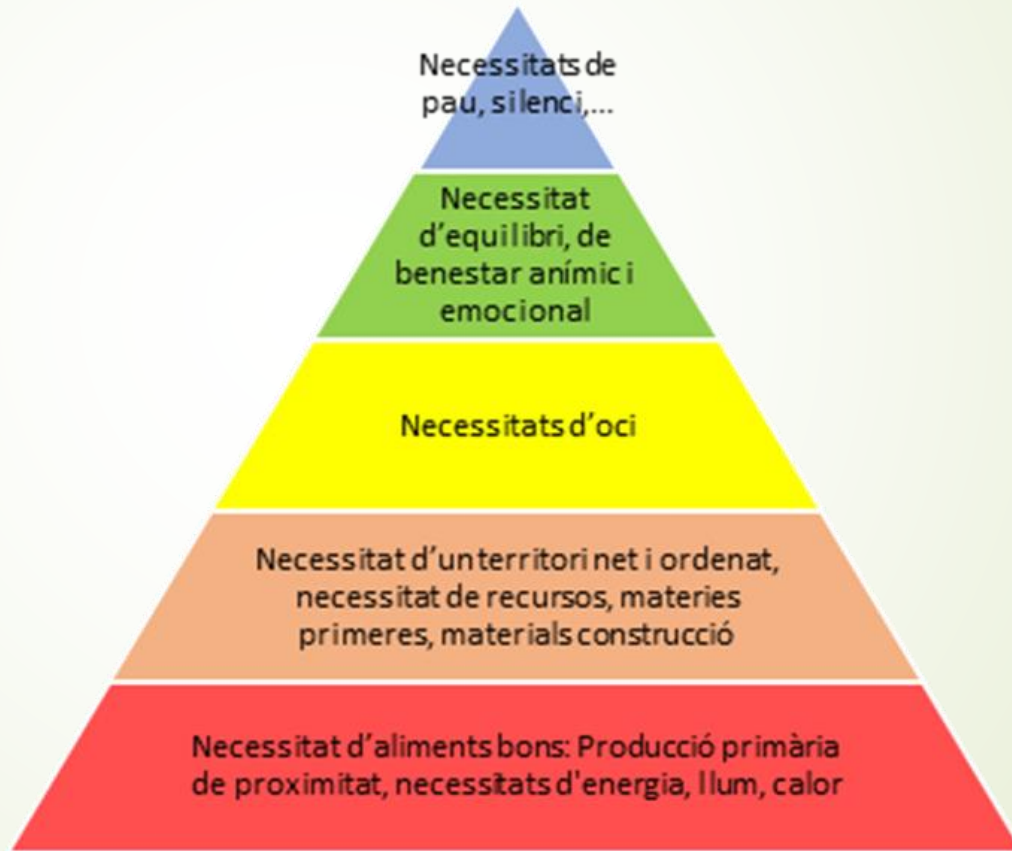 Necessitats de
pau, silenci,...
Necessitat
d’equilibri, de
benestar anímic i
emocional
Necessitats d’oci
Necessitat d’un territori net i ordenat,
necessitat de recursos, materies
primeres, materials construcció
Necessitat d’aliments bons: Producció primària
de proximitat, necessitats d'energia, llum, calor